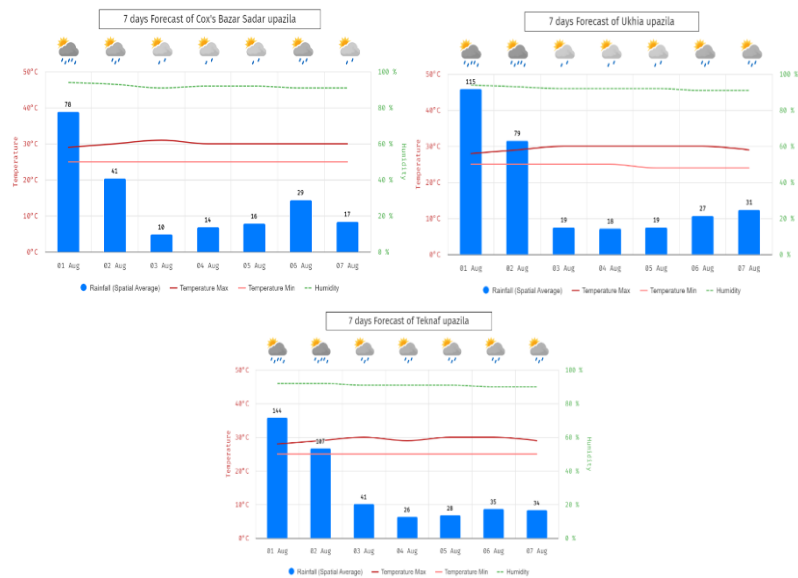 7 days Forecast of Cox's Bazar Sadar upazila
50°C
40°C
30°C
20°C
10°C
0°C
Temperature
100 %
80 %
60 %
40 %
20 %
0 %
Humidity
78
41
10
14
16
29
17
01 Aug 02 Aug 03 Aug 04 Aug 05 Aug 06 Aug 07 Aug
Rainfall (Spatial Average) Temperature Max Temperature Min Humidity
7 days Forecast of Ukhia upazila
50°C
40°C
30°C
20°C
10°C
0°C
Temperature
100 %
80 %
60 %
40 %
20 %
0 %
115
79
19
18
19
27
31
01 Aug 02 Aug 03 Aug 04 Aug 05 Aug 06 Aug 07 Aug
Rainfall (Spatial Average) Temperature Max Temperature Min Humidity
7 days Forecast of Teknaf upazila
50°C
40°C
30°C
20°C
10°C
0°C
Temperature
100 %
80 %
60 %
40 %
20 %
0 %
Humidity
144
107
41
26
28
35
34
01 Aug 02 Aug 03 Aug 04 Aug 05 Aug 06 Aug 07 Aug
Rainfall (Spatial Average) Temperature Max Temperature Min Humidity